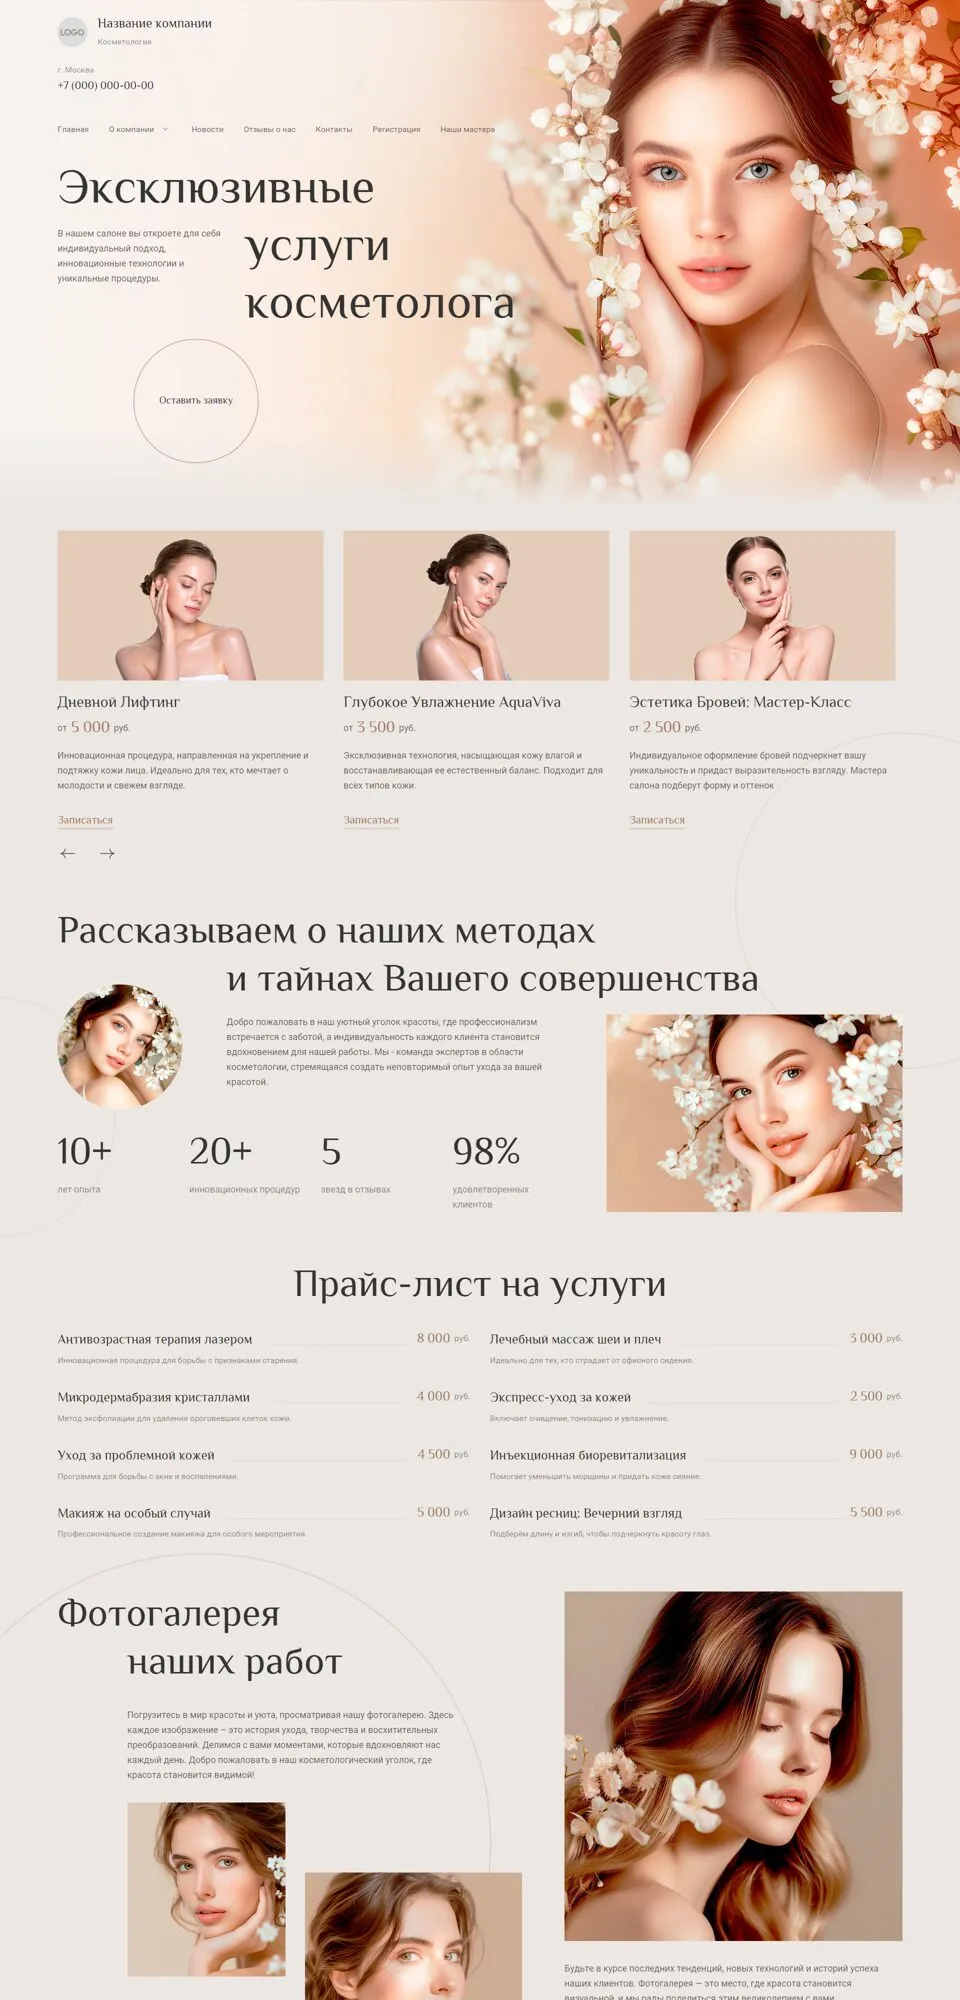 LOGO
Название компании
Косметология
г. Москва
+7 (000) 000-00-00
Главная
О компании
Новости
Отзывы о нас
Контакты
Регистрация
Наши мастера
Эксклюзивные
услуги
косметолога
В нашем салоне вы откроете для себя
индивидуальный подход,
инновационные технологии и
уникальные процедуры.
Оставить заявку
Дневной Лифтинг
от 5 000 руб.
Инновационная процедура, направленная на укрепление и
подтяжку кожи лица. Идеально для тех, кто мечтает о
молодости и свежем взгляде.
Записаться
Глубокое Увлажнение AquaViva
от 3 500 руб.
Эксклюзивная технология, насыщающая кожу влагой и
восстанавливающая ее естественный баланс. Подходит для
всех типов кожи.
Записаться
Эстетика Бровей: Мастер-Класс
от 2 500 руб.
Индивидуальное оформление бровей подчеркнет вашу
уникальность и придаст выразительность взгляду. Мастера
салона подберут форму и оттенок
Записаться
Рассказываем о наших методах
и тайнах Вашего совершенства
Добро пожаловать в наш уютный уголок красоты, где профессионализм
встречается с заботой, а индивидуальность каждого клиента становится
вдохновением для нашей работы. Мы - команда экспертов в области
косметологии, стремящаяся создать неповторимый опыт ухода за вашей
красотой.
10+
лет опыта
20+
инновационных процедур
5
звезд в отзывах
98%
удовлетворенных
клиентов
Прайс-лист на услуги
Антивозрастная терапия лазером 8 000 руб.
Инновационная процедура для борьбы с признаками старения.
Лечебный массаж шеи и плеч 3 000 руб.
Идеально для тех, кто страдает от офисного сидения.
Микродермабразия кристаллами 4 000 руб.
Метод эксфолиации для удаления ороговевших клеток кожи.
Экспресс-уход за кожей 2 500 руб.
Включает очищение, тонизацию и увлажнение.
Уход за проблемной кожей 4 500 руб.
Программа для борьбы с акне и воспалениями.
Инъекционная биоревитализация 9 000 руб.
Помогает уменьшить морщины и придать коже сияние.
Макияж на особый случай 5 000 руб.
Профессиональное создание макияжа для особого мероприятия.
Дизайн ресниц: Вечерний взгляд 5 500 руб.
Подберём длину и изгиб, чтобы подчеркнуть красоту глаз.
Фотогалерея
наших работ
Погрузитесь в мир красоты и уюта, просматривая нашу фотогалерею. Здесь
каждое изображение – это история ухода, творчества и восхитительных
преобразований. Делимся с вами моментами, которые вдохновляют нас
каждый день. Добро пожаловать в наш косметологический уголок, где
красота становится видимой!
Будьте в курсе последних тенденций, новых технологий и историй успеха
наших клиентов. Фотогалерея — это место, где красота становится
визуальной, и мы рады поделиться этим великолепием с вами